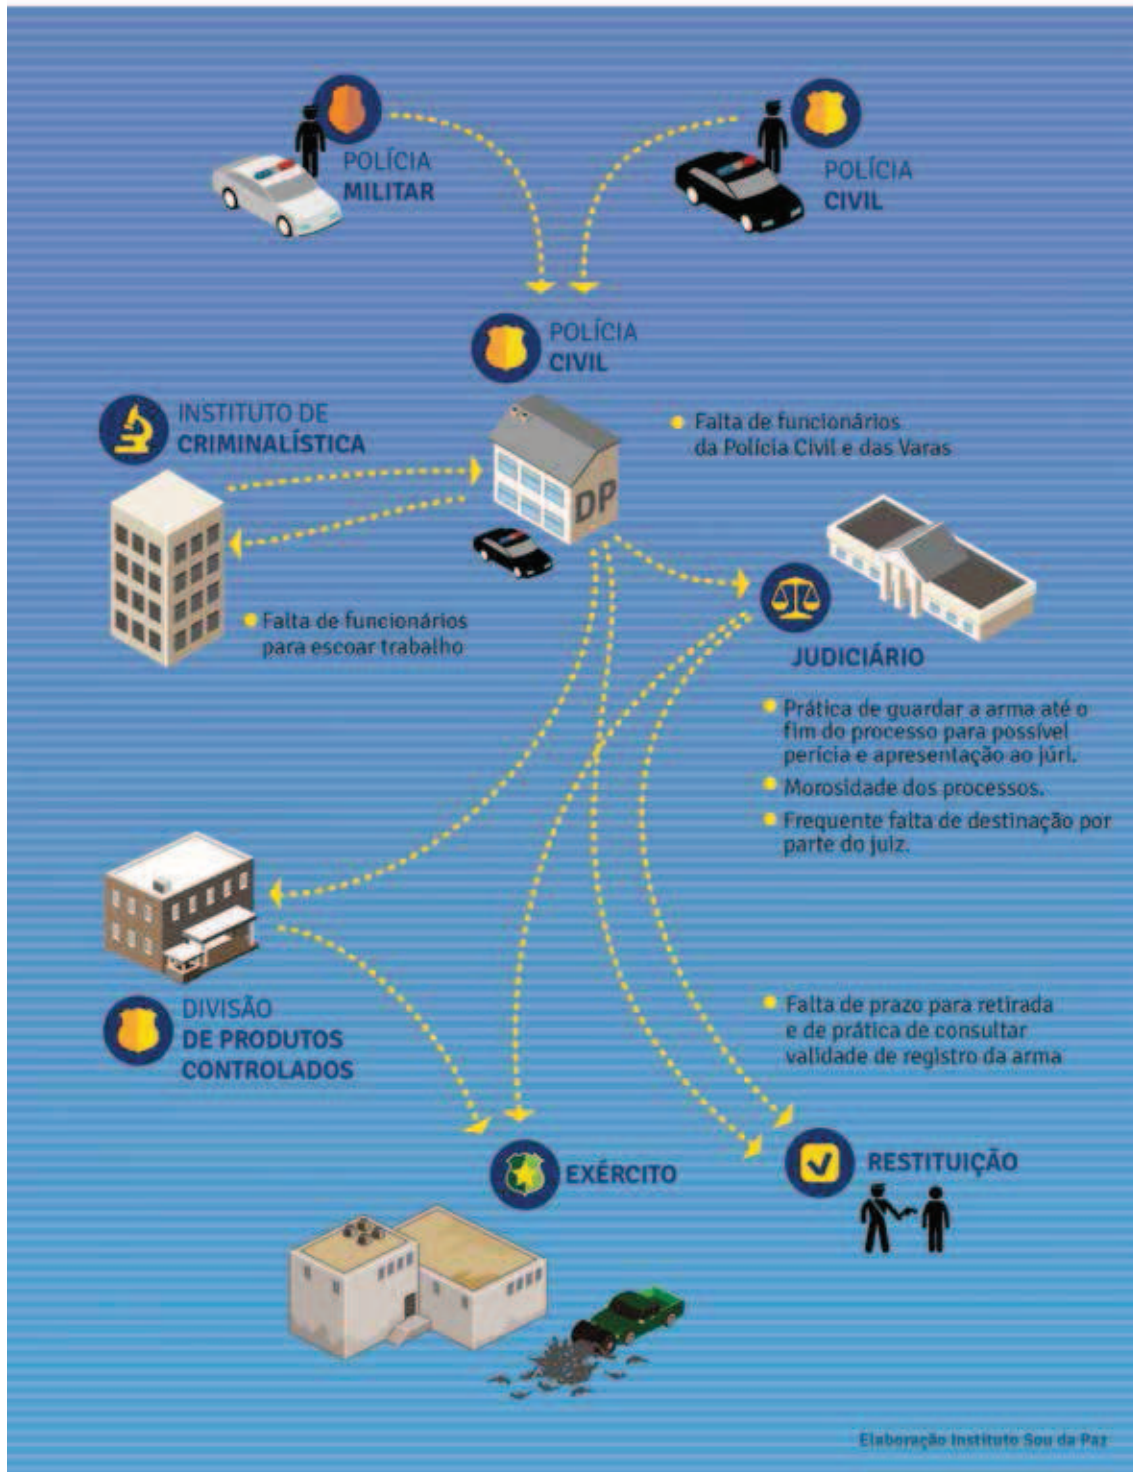 POLÍCIA
MILITAR
POLÍCIA
CIVIL
POLÍCIA
CIVIL
INSTITUTO DE
CRIMINALÍSTICA
Falta de funcionários
da Polícia Civil e das Varas
DP
Falta de funcionários
para escoar trabalho
JUDICIÁRIO
Prática de guardar a arma até o
fim do processo para possível
perícia e apresentação ao júri.
Morosidade dos processos.
Frequente falta de destinação por
parte do juiz.
DIVISÃO
DE PRODUTOS
CONTROLADOS
Falta de prazo para retirada
e de prática de consultar
validade de registro da arma
EXÉRCITO
RESTITUIÇÃO
Elaboração Instituto Sou da Paz